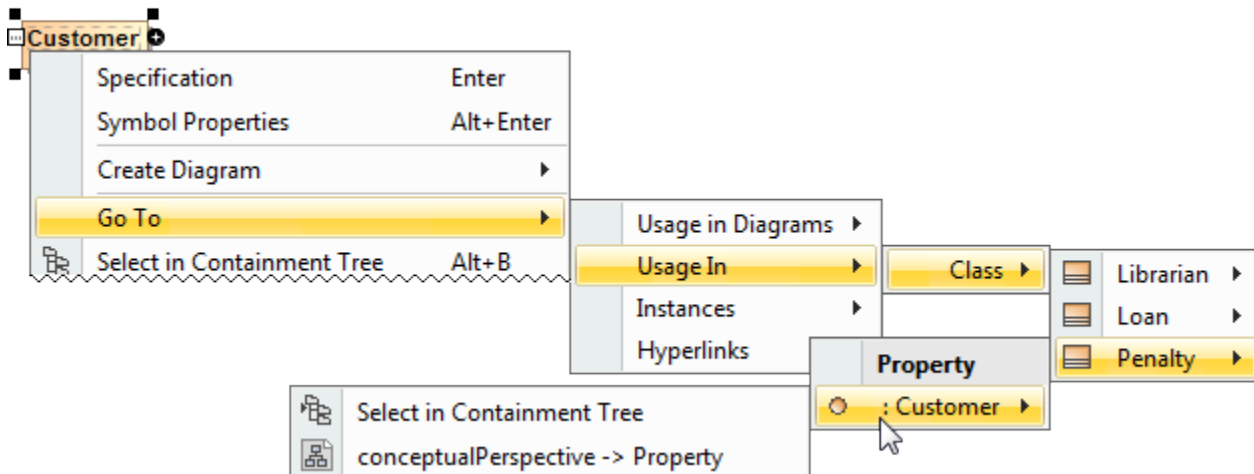 Customer
Specification Enter
Symbol Properties Alt+Enter
Create Diagram
Go To
Select in Containment Tree Alt+B
Usage in Diagrams
Usage In
Instances
Hyperlinks
Class
Librarian
Loan
Penalty
Property
: Customer
Select in Containment Tree
conceptualPerspective -> Property